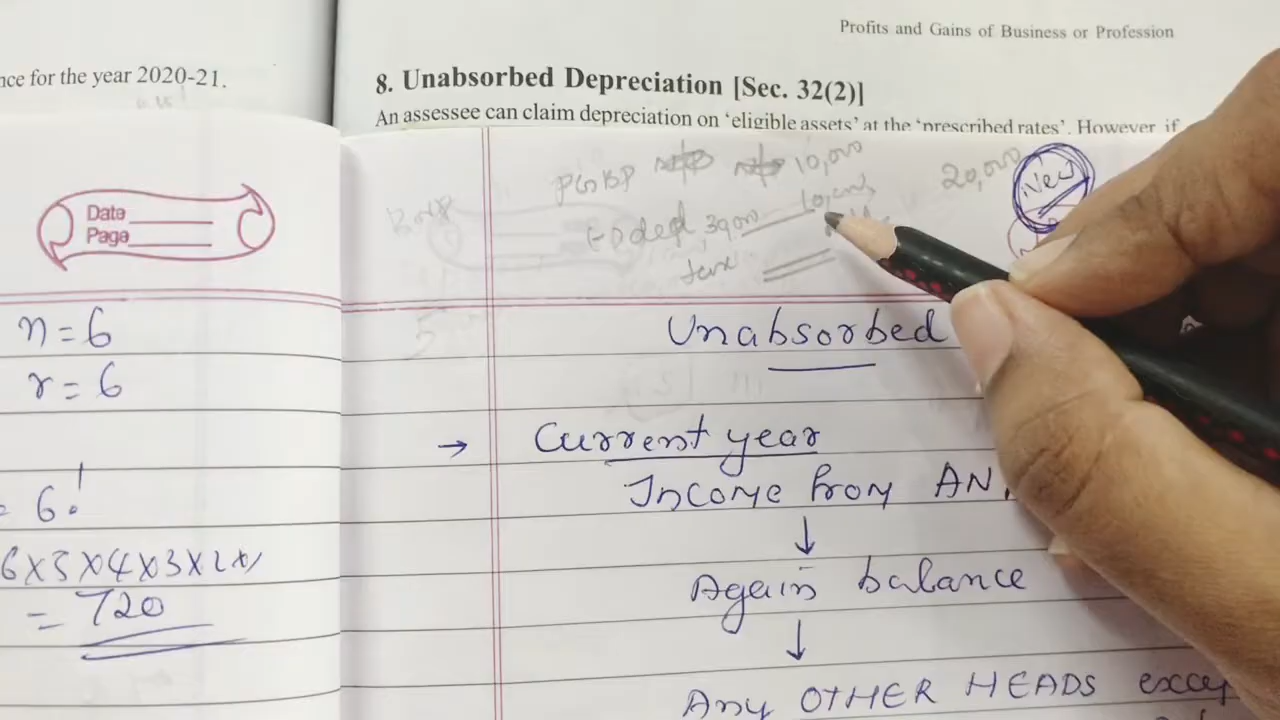 Profits and Gains of Business or Profession
nce for the year 2020-21.
8. Unabsorbed Depreciation [Sec. 32(2)]
An assessee can claim depreciation on ‘eligible assets’ at the ‘prescribed rates’. However if
PGBP 10,000 20,000
New
10,000
Date
Page
n = 6
r = 6
= 6!
6x5x4x3x2x1
= 720
Unabsorbed
→ Current year
Income from AN
↓
Again balance
↓
Any OTHER HEADS excep